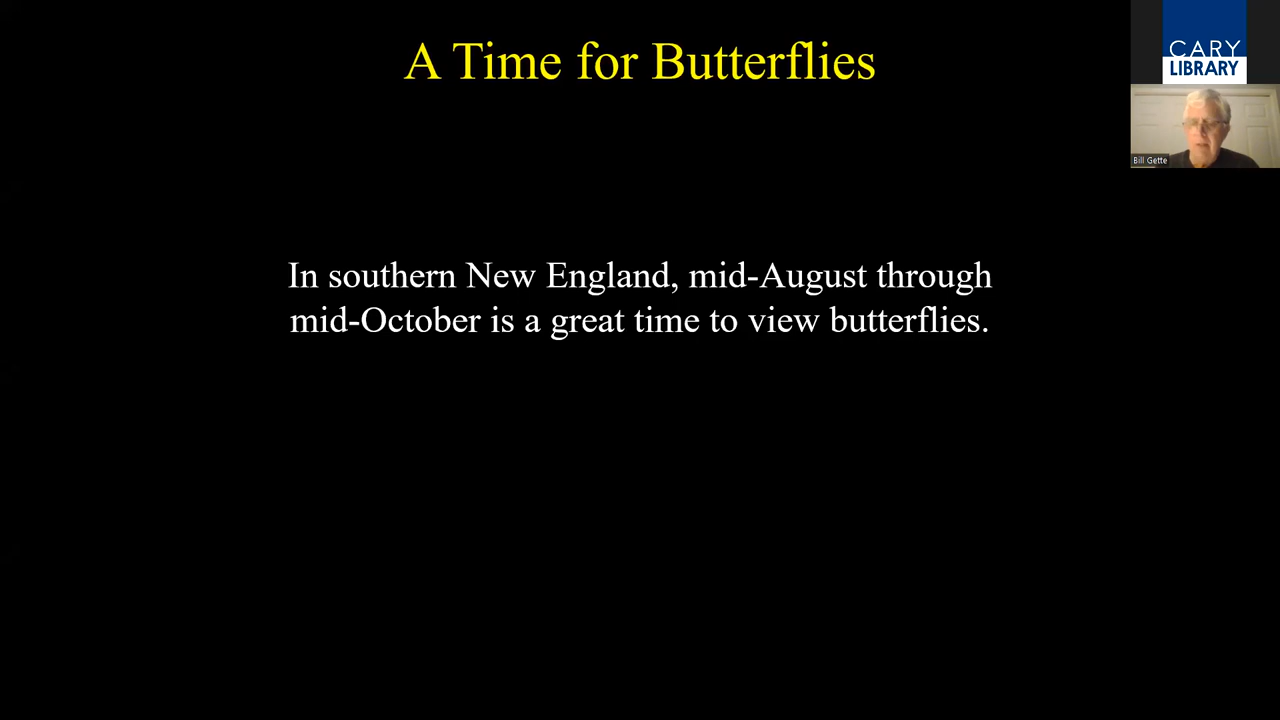 A Time for Butterflies
CARY
LIBRARY
Bill Gette
In southern New England, mid-August through
mid-October is a great time to view butterflies.